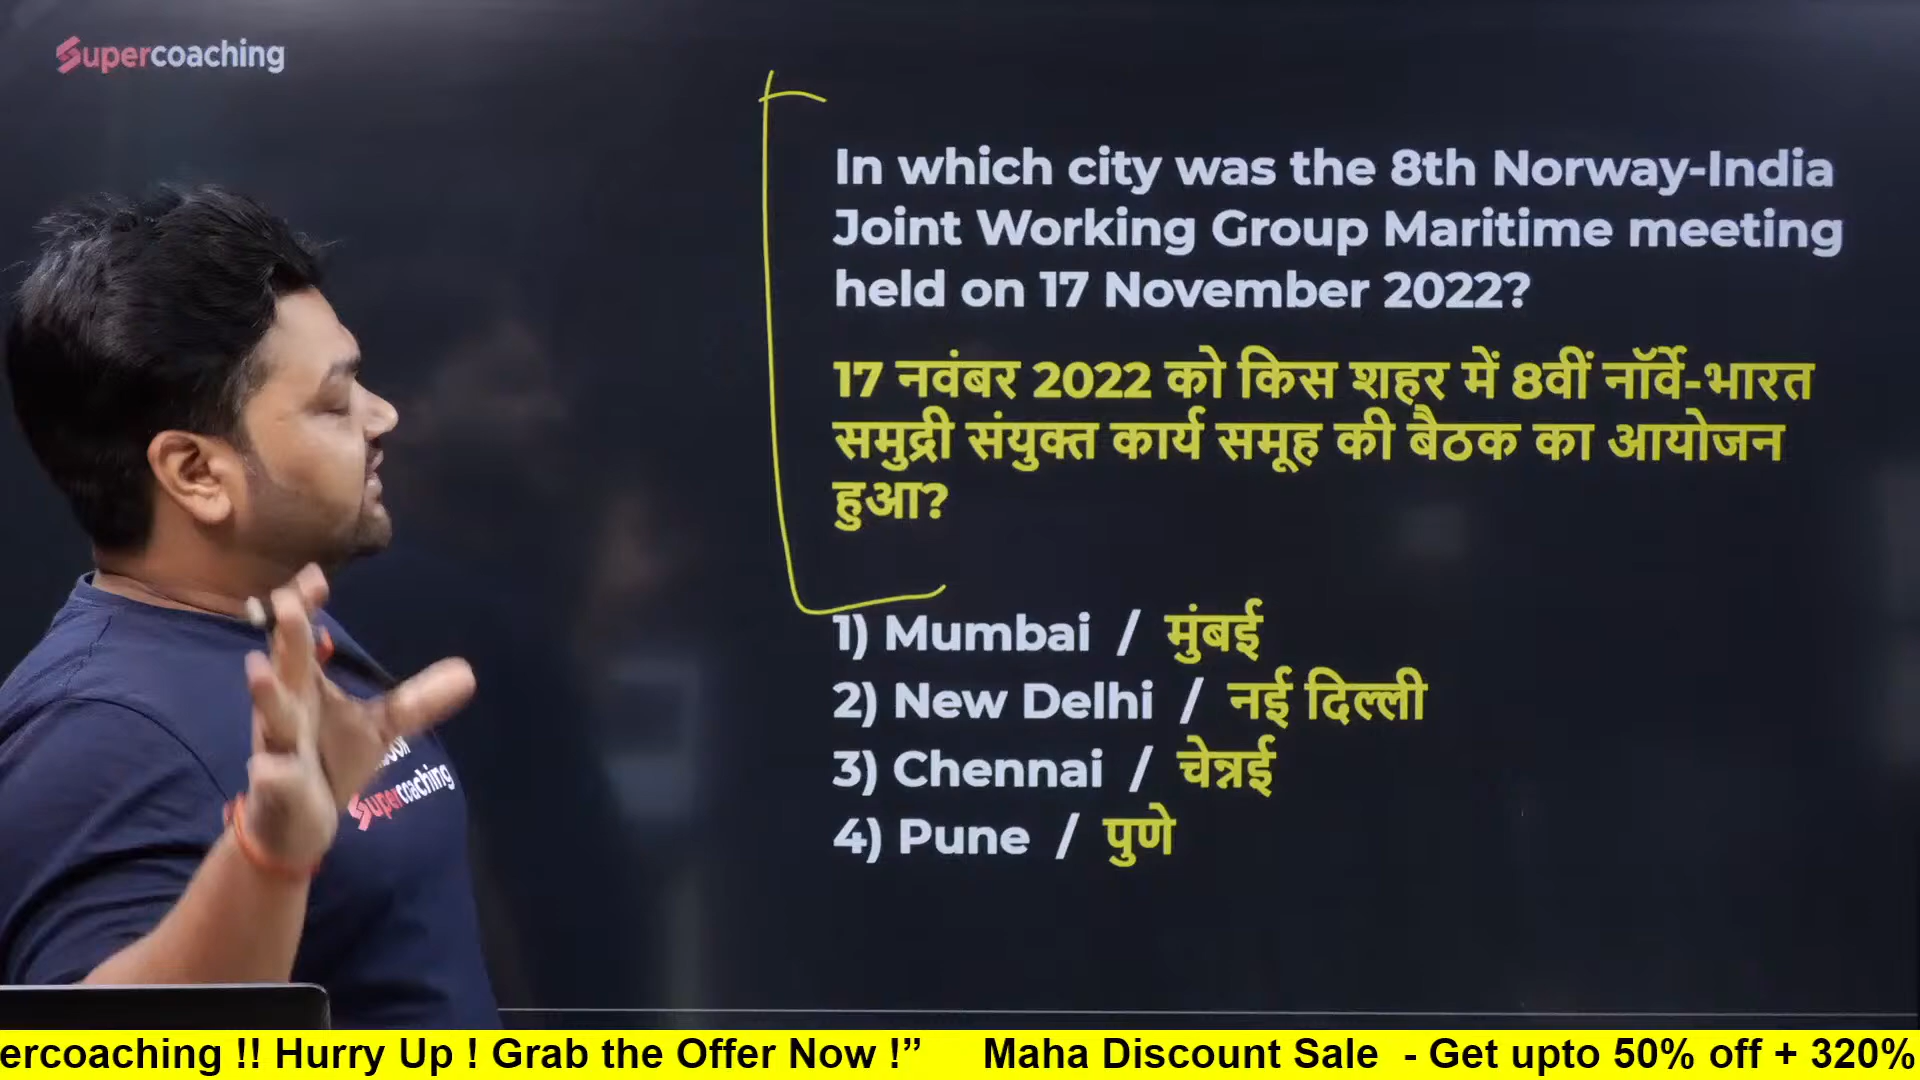 Supercoaching
In which city was the 8th Norway-India
Joint Working Group Maritime meeting
held on 17 November 2022?
17 नवंबर 2022 को किस शहर में 8वीं नॉर्वे-भारत
समुद्री संयुक्त कार्य समूह की बैठक का आयोजन
हुआ?
1) Mumbai / मुंबई
2) New Delhi / नई दिल्ली
3) Chennai / चेन्नई
4) Pune / पुणे
Supercoaching
ercoaching !! Hurry Up ! Grab the Offer Now !” Maha Discount Sale - Get upto 50% off + 320%